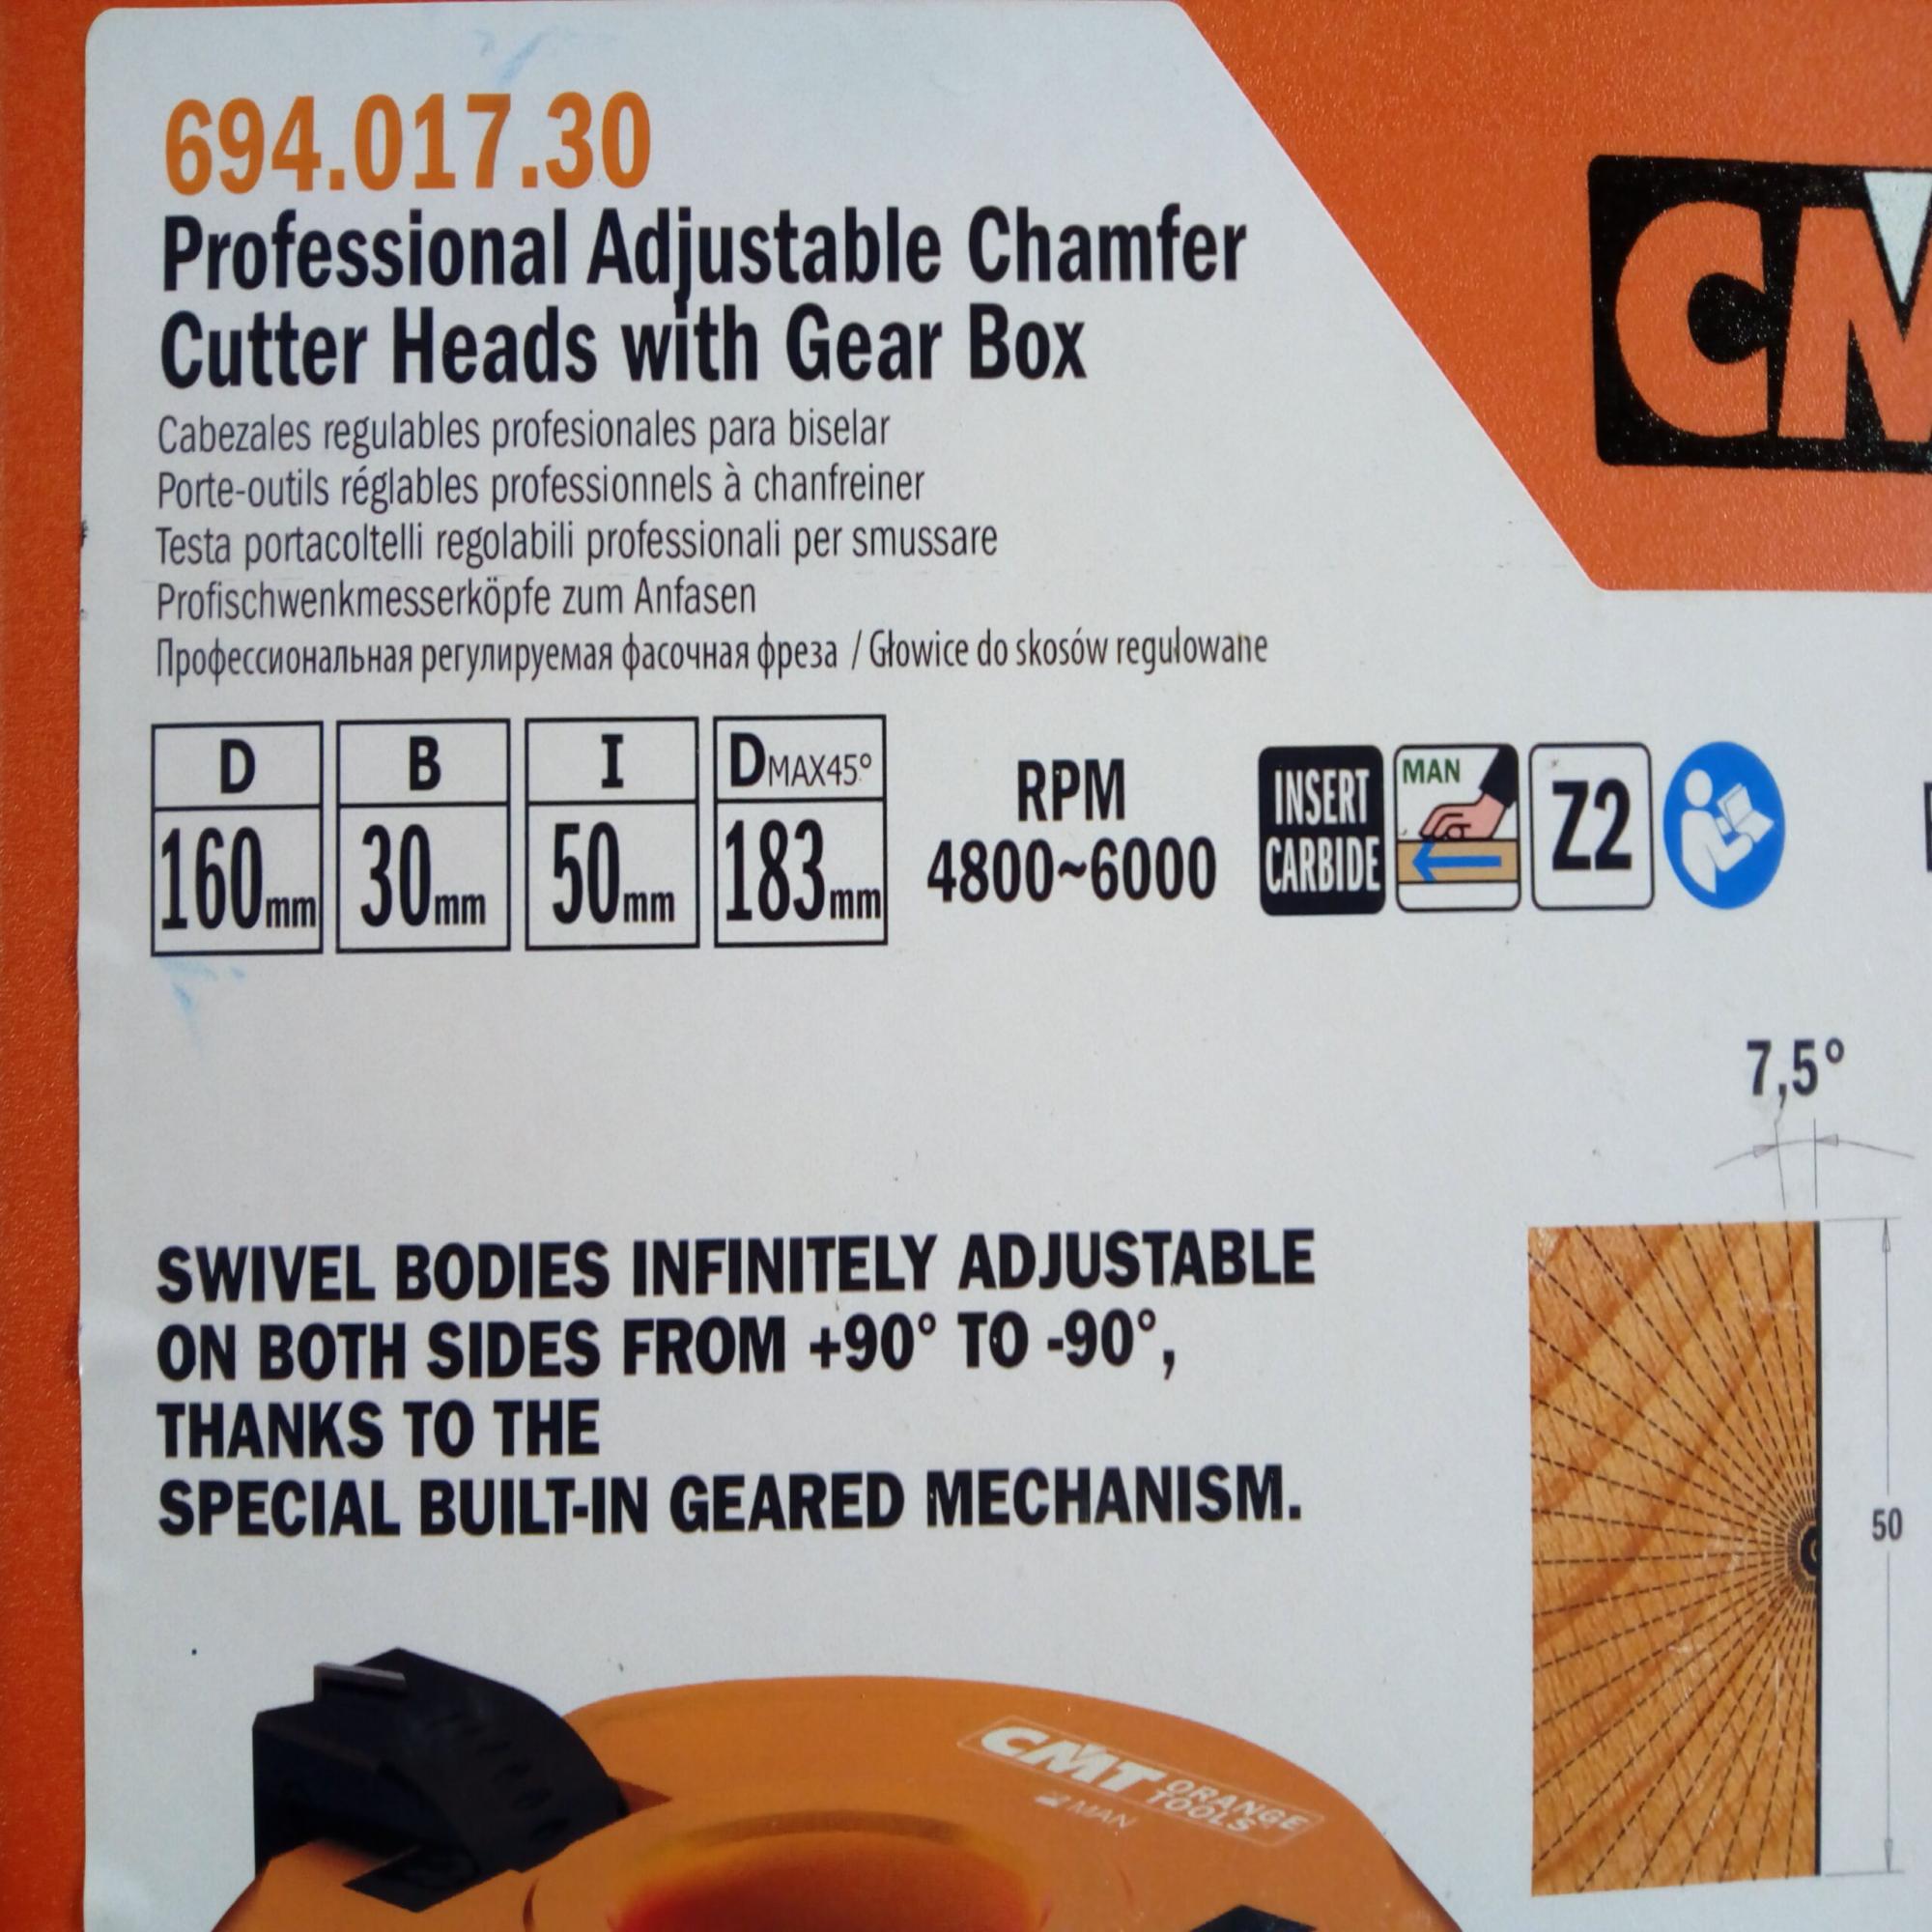 694.017.30
Professional Adjustable Chamfer
Cutter Heads with Gear Box
Cabezales regulables profesionales para biselar
Porte-outils réglables professionnels à chanfreiner
Testa portacoltelli regolabili professionali per smussare
Profischwenkmesserköpfe zum Anfasen
Профессиональная регулируемая фасочная фреза / Głowice do skosów regulowane
D B I DMAX45°
160mm 30mm 50mm 183mm
RPM
4800~6000
INSERT
CARBIDE
MAN
Z2
7,5°
SWIVEL BODIES INFINITELY ADJUSTABLE
ON BOTH SIDES FROM +90° TO -90°,
THANKS TO THE
SPECIAL BUILT-IN GEARED MECHANISM.
50
CMT ORANGE
TOOLS
MAN